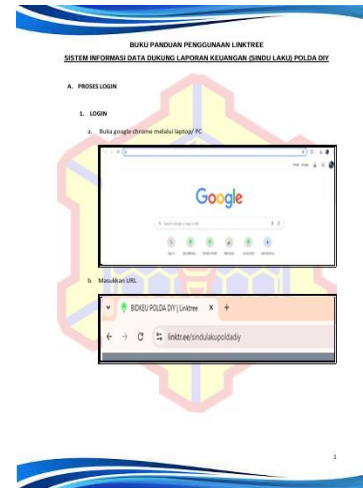 BUKU PANDUAN PENGGUNAAN LINKTREE
SISTEM INFORMASI DATA DUKUNG LAPORAN KEUANGAN (SINDU LAKU) POLDA DIY
A. PROSES LOGIN
1. LOGIN
a. Buka google chrome melalui laptop/ PC
Google
b. Masukkan URL
BIDKEU POLDA DIY | Linktree
linktr.ee/sindulakupoldadiy
1